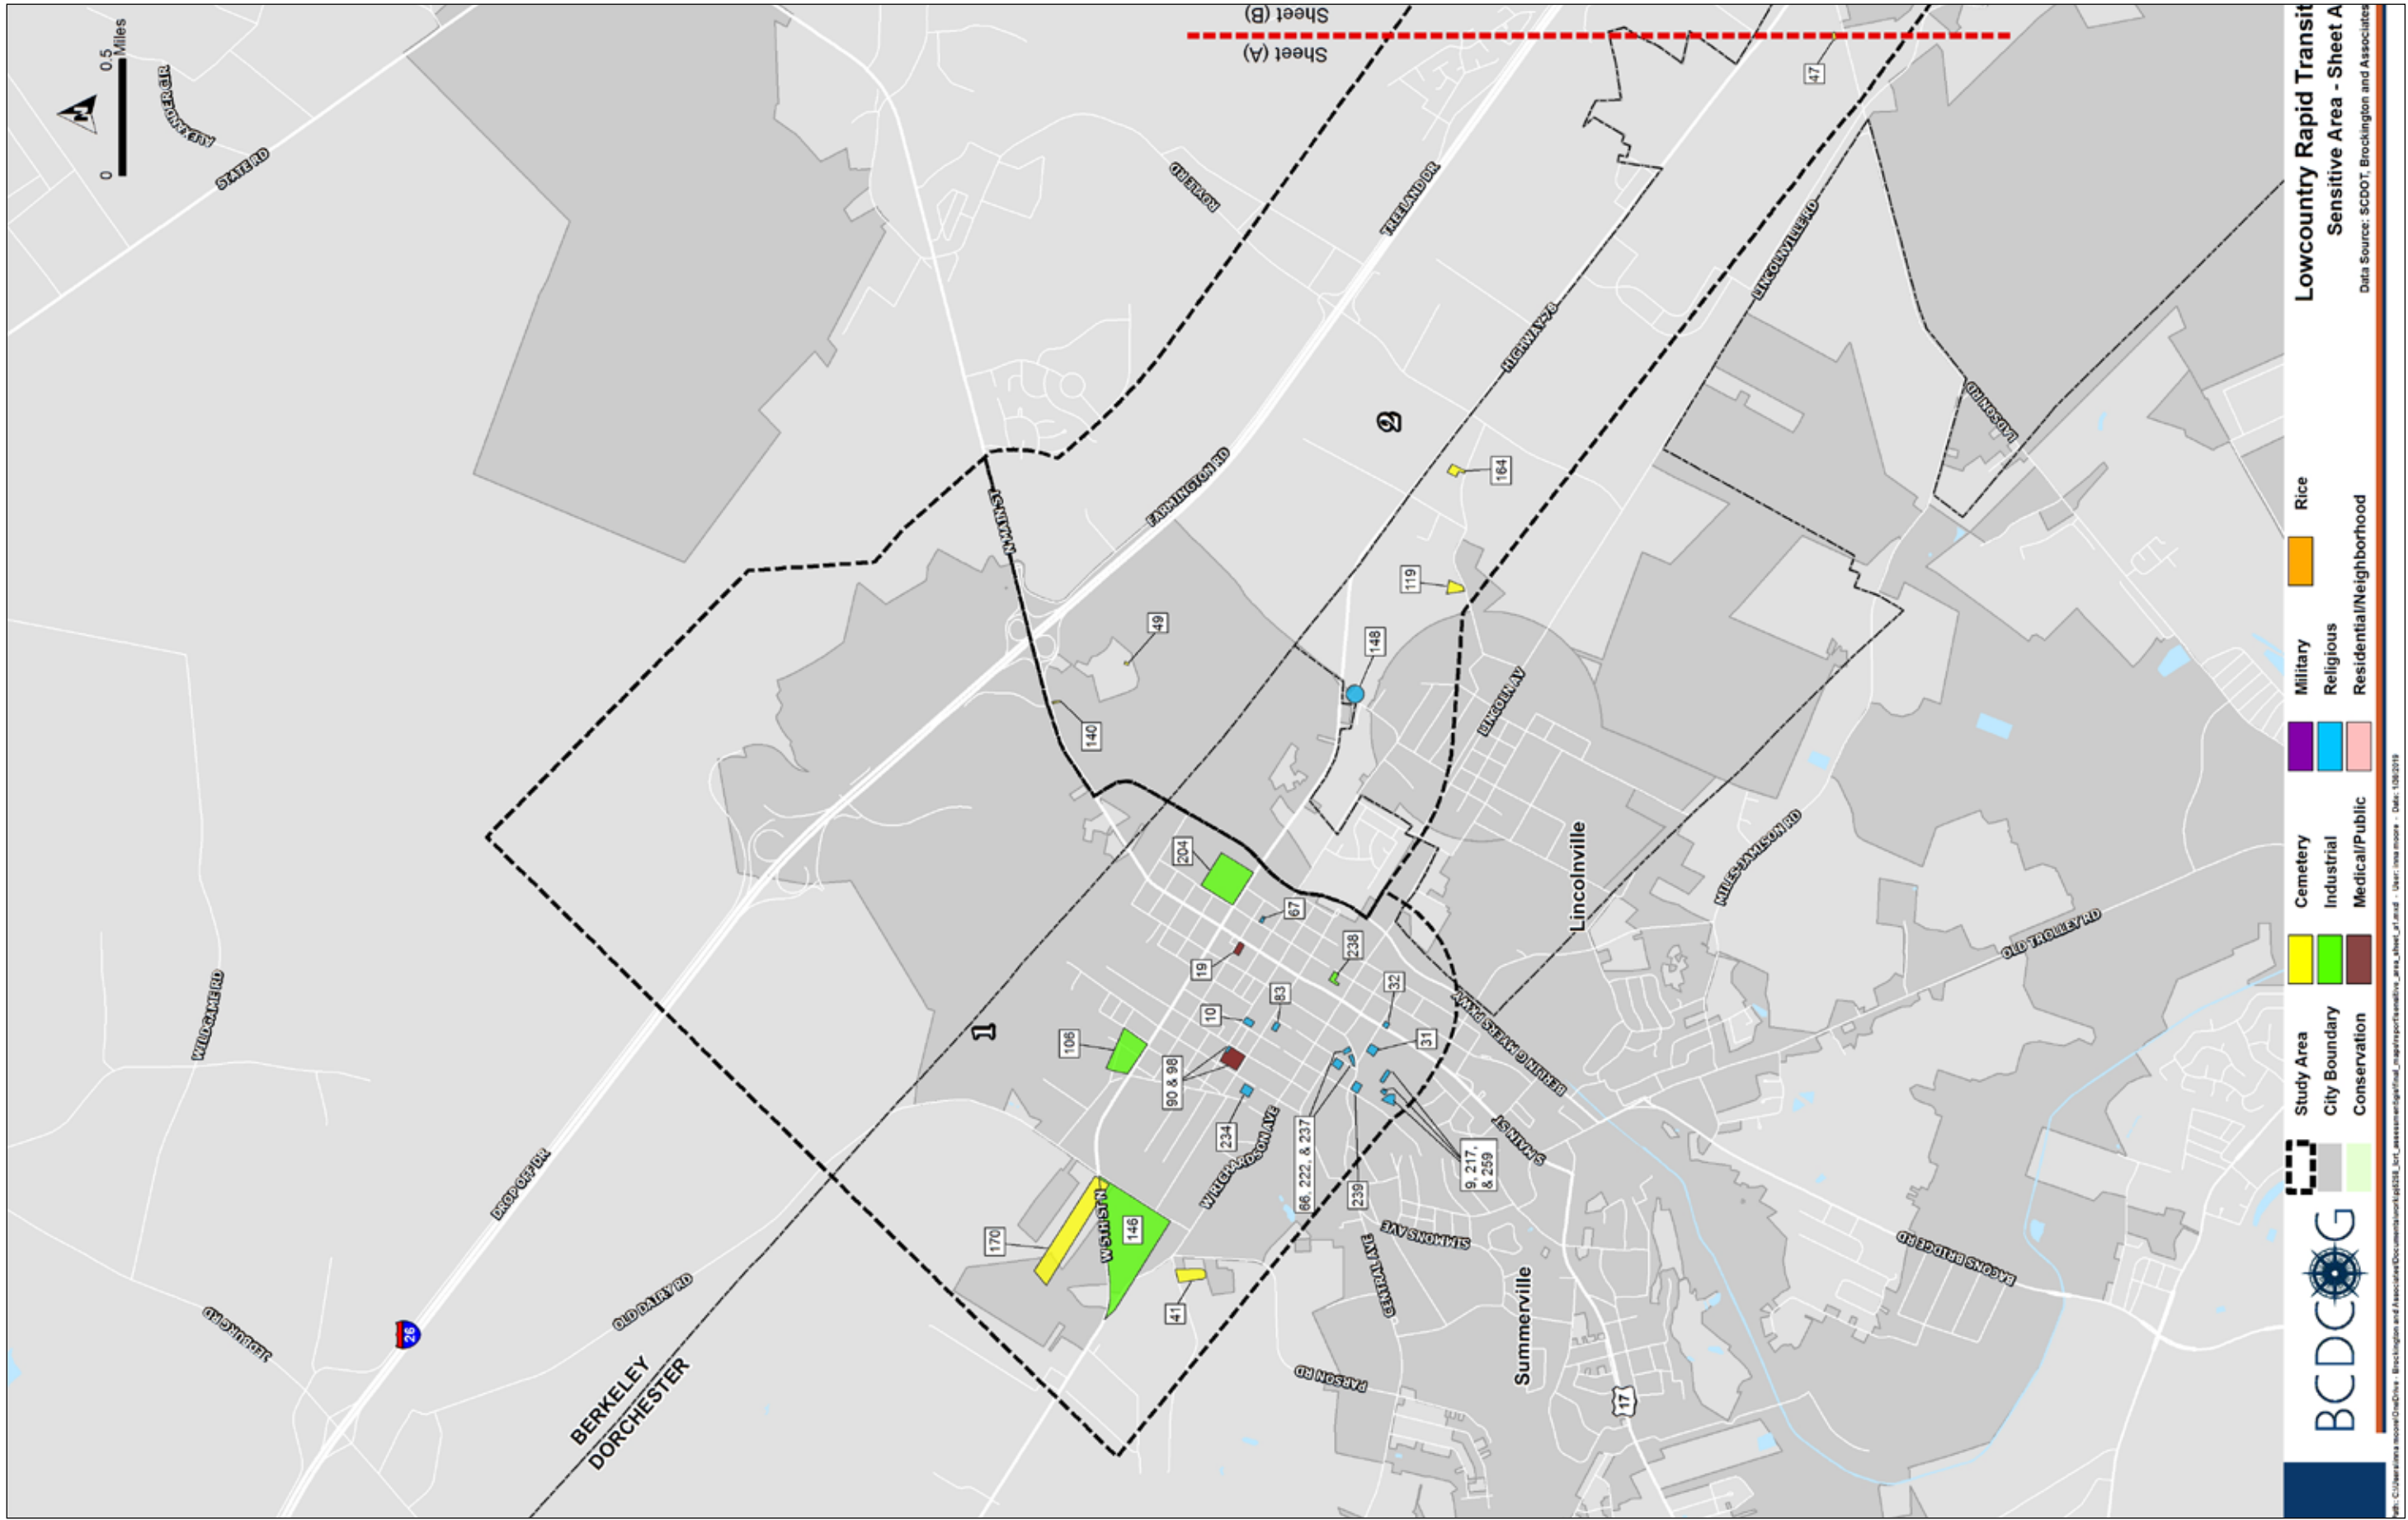 N
0 0.5
Miles
ALEXANDER CIR
STATE RD
Sheet (B)
Sheet (A)
47
ROYLE RD
TREELAND DR
LINCOLNVILLE RD
HIGHWAY 78
LADSON RD
2
164
FARMINGTON RD
N MAIN ST
119
49
148
140
LINCOLN AV
204
67
19
238
10
83
32
31
1
106
90 & 98
234
W RICHARDSON AVE
66, 222, & 237
239
9, 217,
& 259
BERLIN G MYERS PKWY
S MAIN ST
Lincolnville
MILES-JAMISON RD
OLD TROLLEY RD
WILDGAME RD
DROP OFF DR
170
W 5TH ST N
146
41
SIMMONS AVE
CENTRAL AVE
BACONS BRIDGE RD
JEDBURG RD
26
OLD DAIRY RD
BERKELEY
DORCHESTER
PARSON RD
Summerville
17
BCDCOG
Study Area
City Boundary
Conservation
Cemetery
Industrial
Medical/Public
Military
Religious
Residential/Neighborhood
Rice
Lowcountry Rapid Transit
Sensitive Area - Sheet A
Data Source: SCDOT, Brockington and Associates